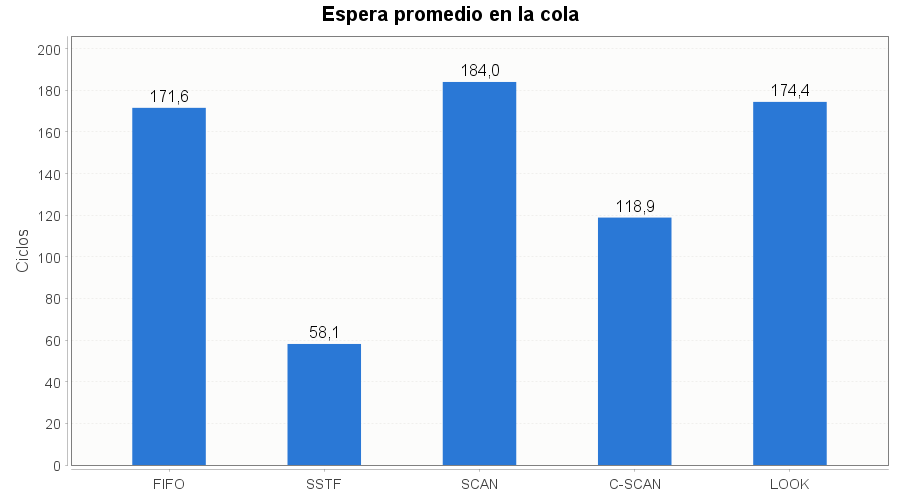 Espera promedio en la cola
Ciclos
200
180
160
140
120
100
80
60
40
20
0
171,6
58,1
184,0
118,9
174,4
FIFO
SSTF
SCAN
C-SCAN
LOOK